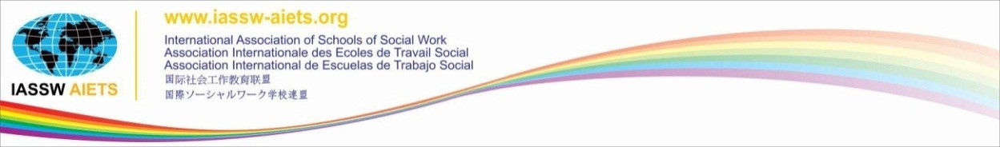 www.iassw-aiets.org
International Association of Schools of Social Work
Association Internationale des Ecoles de Travail Social
Association International de Escuelas de Trabajo Social
国际社会工作教育联盟
国際ソーシャルワーク学校連盟
IASSW AIETS